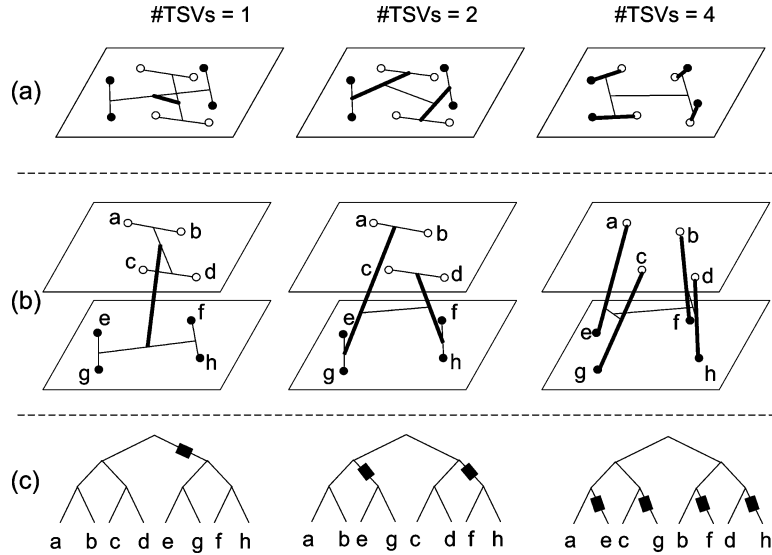 #TSVs = 1 #TSVs = 2 #TSVs = 4
(a)
a b a b a b
c d c d c d
(b)
e f e f e f
g h g h g h
(c)
a b c d e g f h a b e g c d f h a e c g b f d h